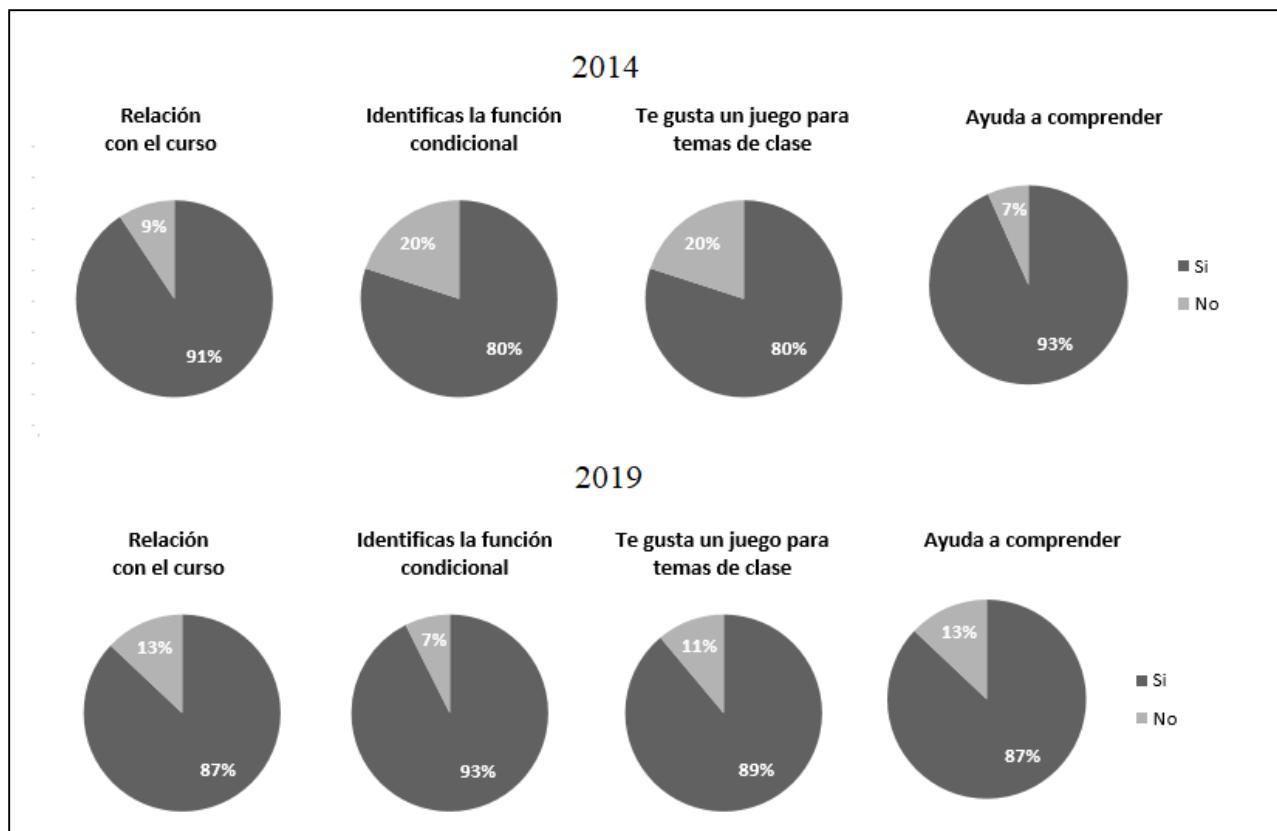 2014
Relación
con el curso
Identificas la función
condicional
Te gusta un juego para
temas de clase
Ayuda a comprender
9%
91%
20%
80%
20%
80%
7%
93%
Si
No
2019
Relación
con el curso
Identificas la función
condicional
Te gusta un juego para
temas de clase
Ayuda a comprender
13%
87%
7%
93%
11%
89%
13%
87%
Si
No